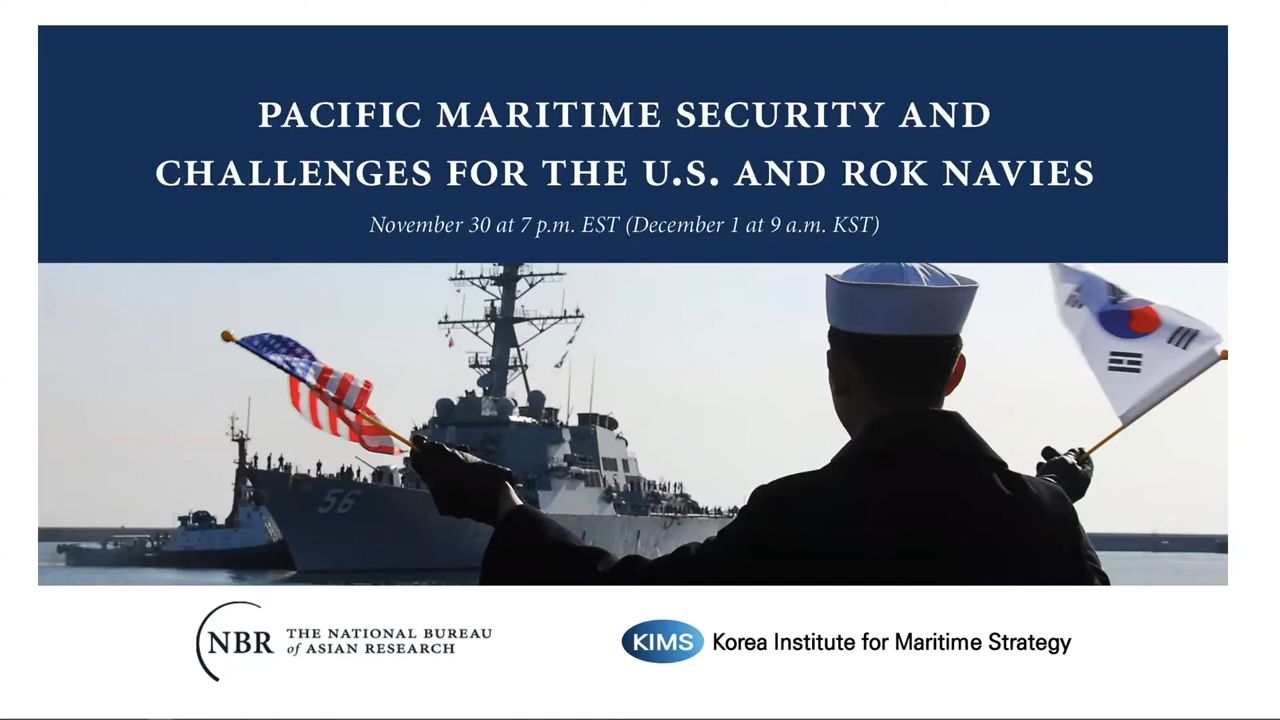 PACIFIC MARITIME SECURITY AND
CHALLENGES FOR THE U.S. AND ROK NAVIES
November 30 at 7 p.m. EST (December 1 at 9 a.m. KST)
56
NBR
THE NATIONAL BUREAU
of ASIAN RESEARCH
KIMS
Korea Institute for Maritime Strategy